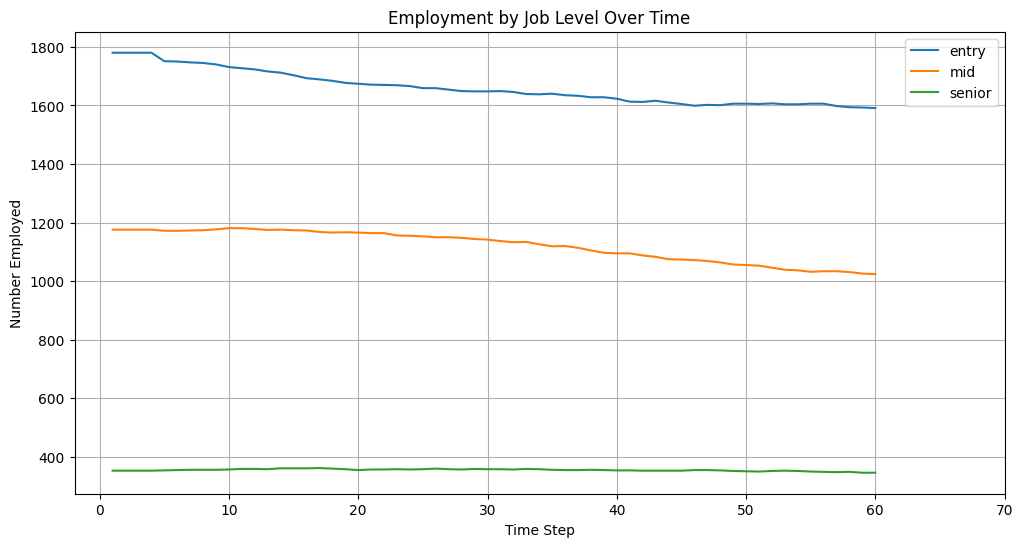 Employment by Job Level Over Time
entry
mid
senior
Number Employed
1800
1600
1400
1200
1000
800
600
400
0 10 20 30 40 50 60 70
Time Step